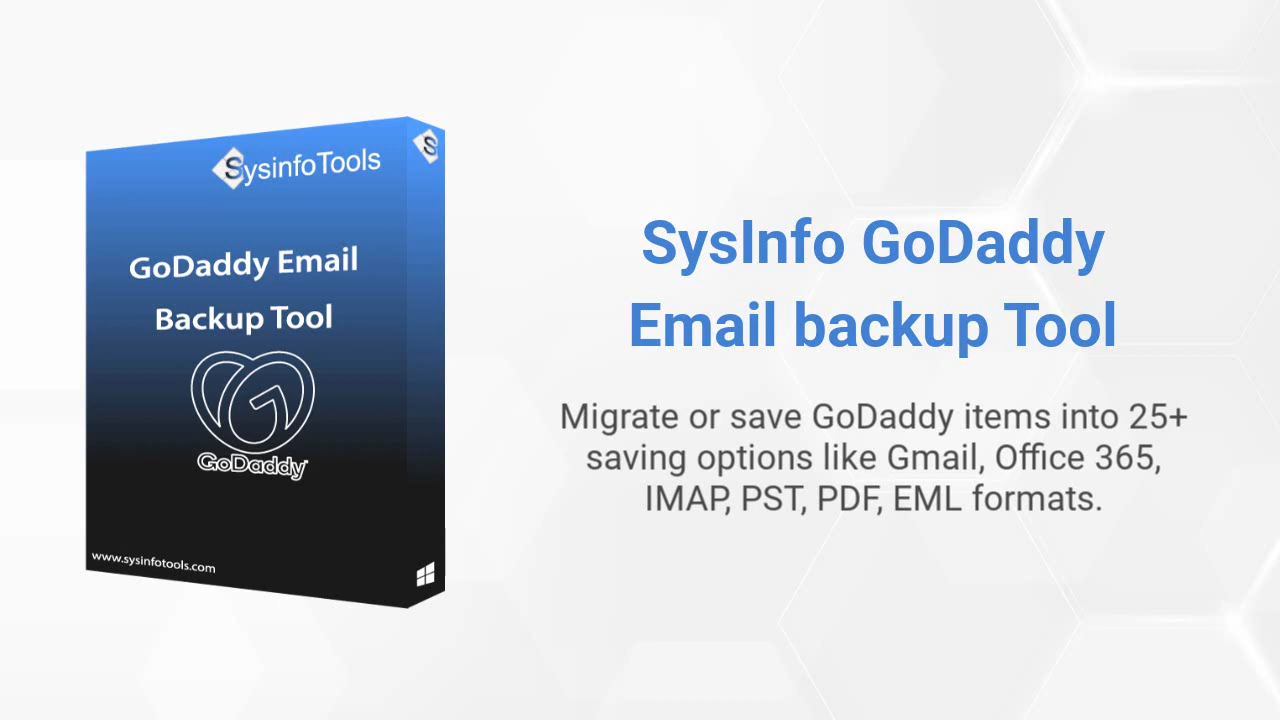 SysinfoTools
S
GoDaddy Email
Backup Tool
GoDaddy
www.sysinfotools.com
SysInfo GoDaddy
Email backup Tool
Migrate or save GoDaddy items into 25+
saving options like Gmail, Office 365,
IMAP, PST, PDF, EML formats.